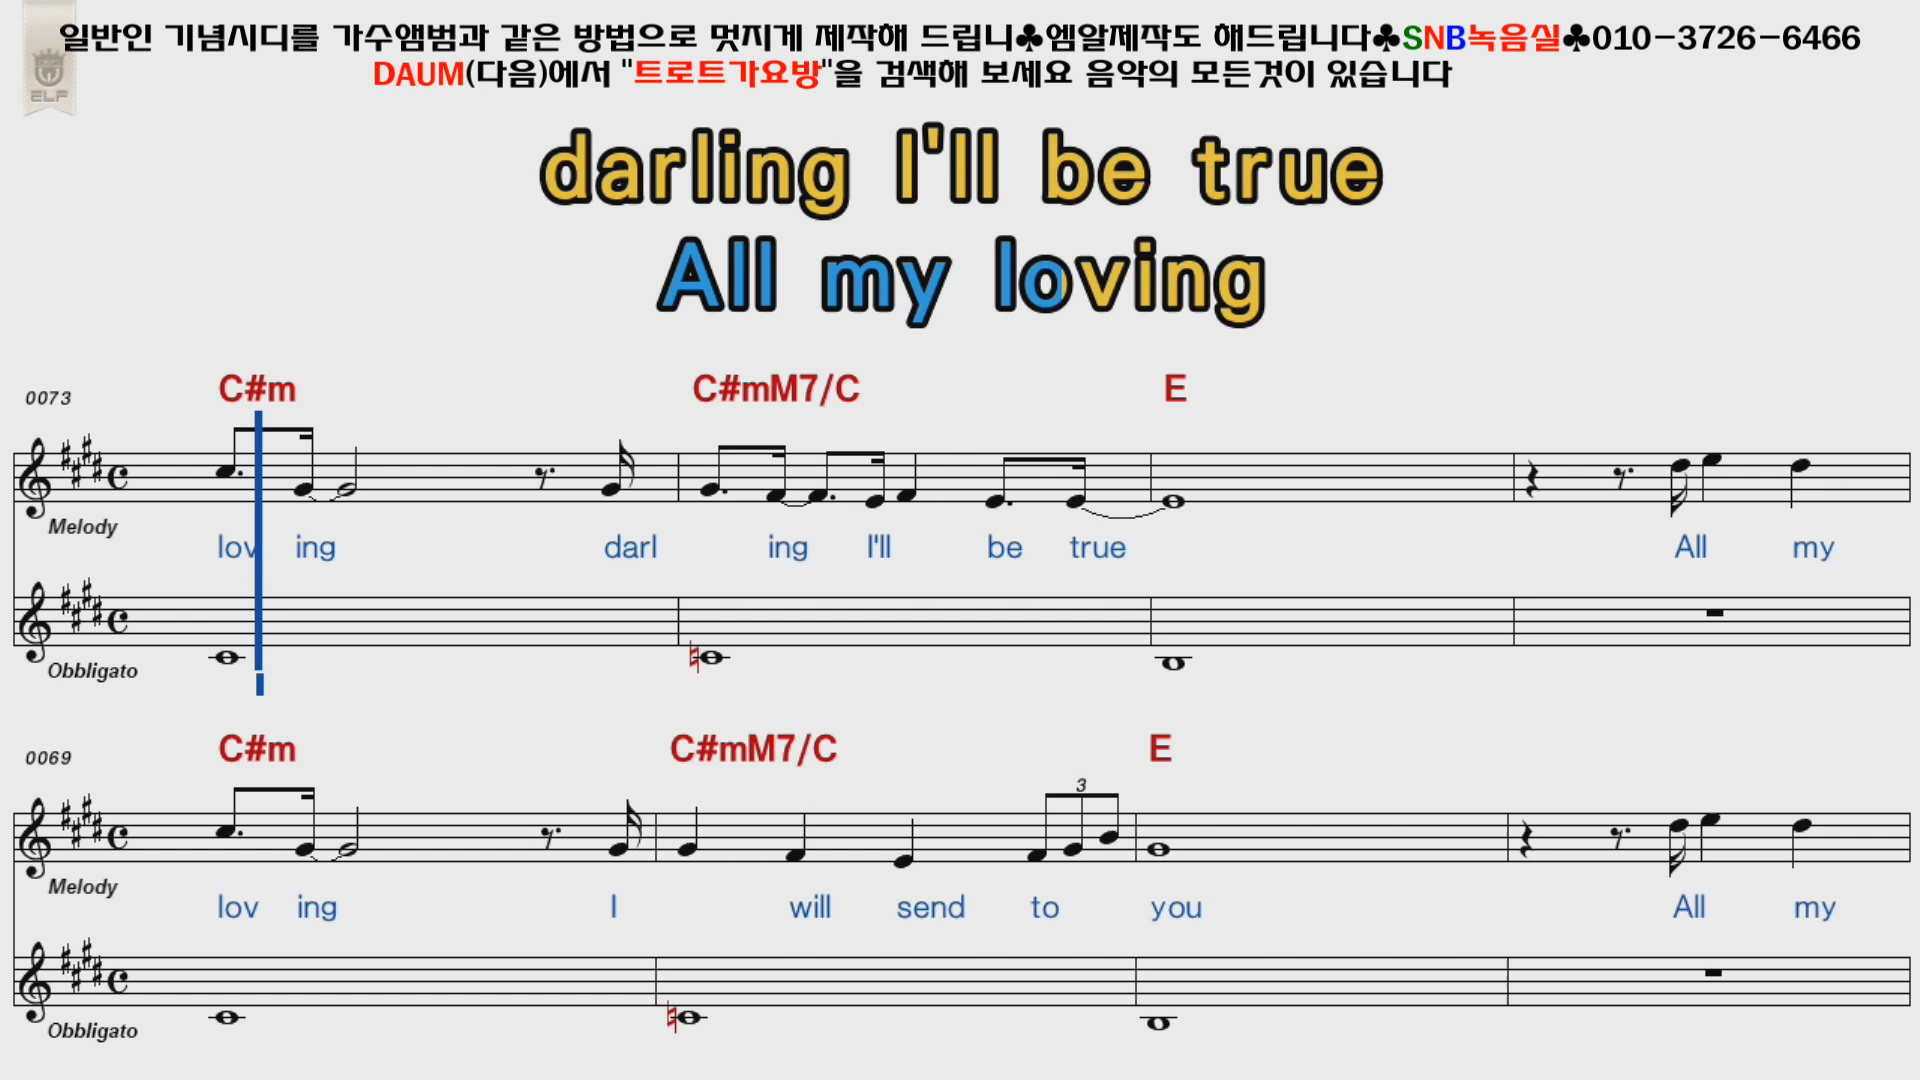 일반인 기념시디를 가수앨범과 같은 방법으로 멋지게 제작해 드립니♣엠알제작도 해드립니다♣SNB녹음실♣010-3726-6466
ELF
DAUM(다음)에서 "트로트가요방"을 검색해 보세요 음악의 모든것이 있습니다
darling I'll be true
All my loving
0073 C#m C#mM7/C E
Melody
lov ing darl ing I'll be true All my
Obbligato
0069 C#m C#mM7/C E
3
Melody
lov ing I will send to you All my
Obbligato